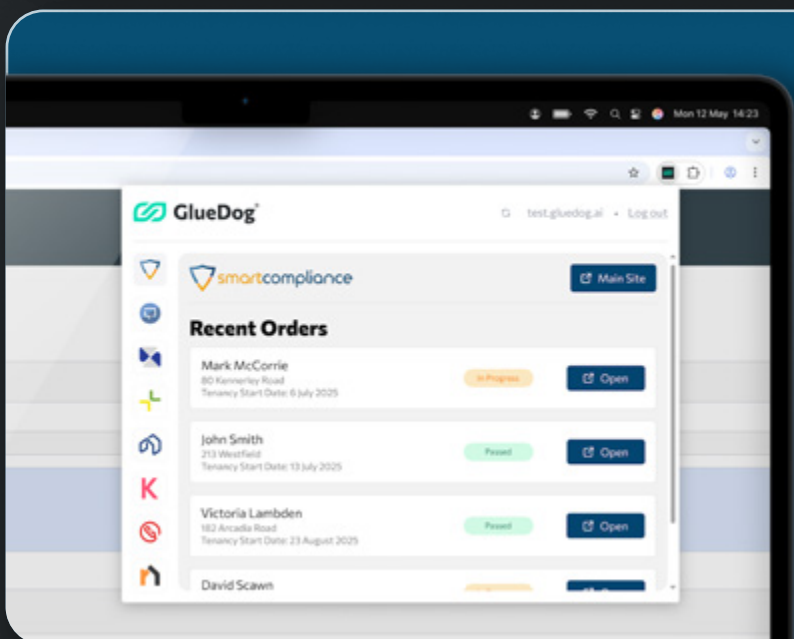 Mon 12 May 14:23
GlueDog®
test.gluedog.ai • Log out
smartcompliance
Main Site
Recent Orders
Mark McCorrie
80 Kennerley Road
Tenancy Start Date: 6 July 2025
In Progress
Open
John Smith
213 Westfield
Tenancy Start Date: 13 July 2025
Passed
Open
Victoria Lambden
182 Arcadia Road
Tenancy Start Date: 23 August 2025
Passed
Open
David Scawn